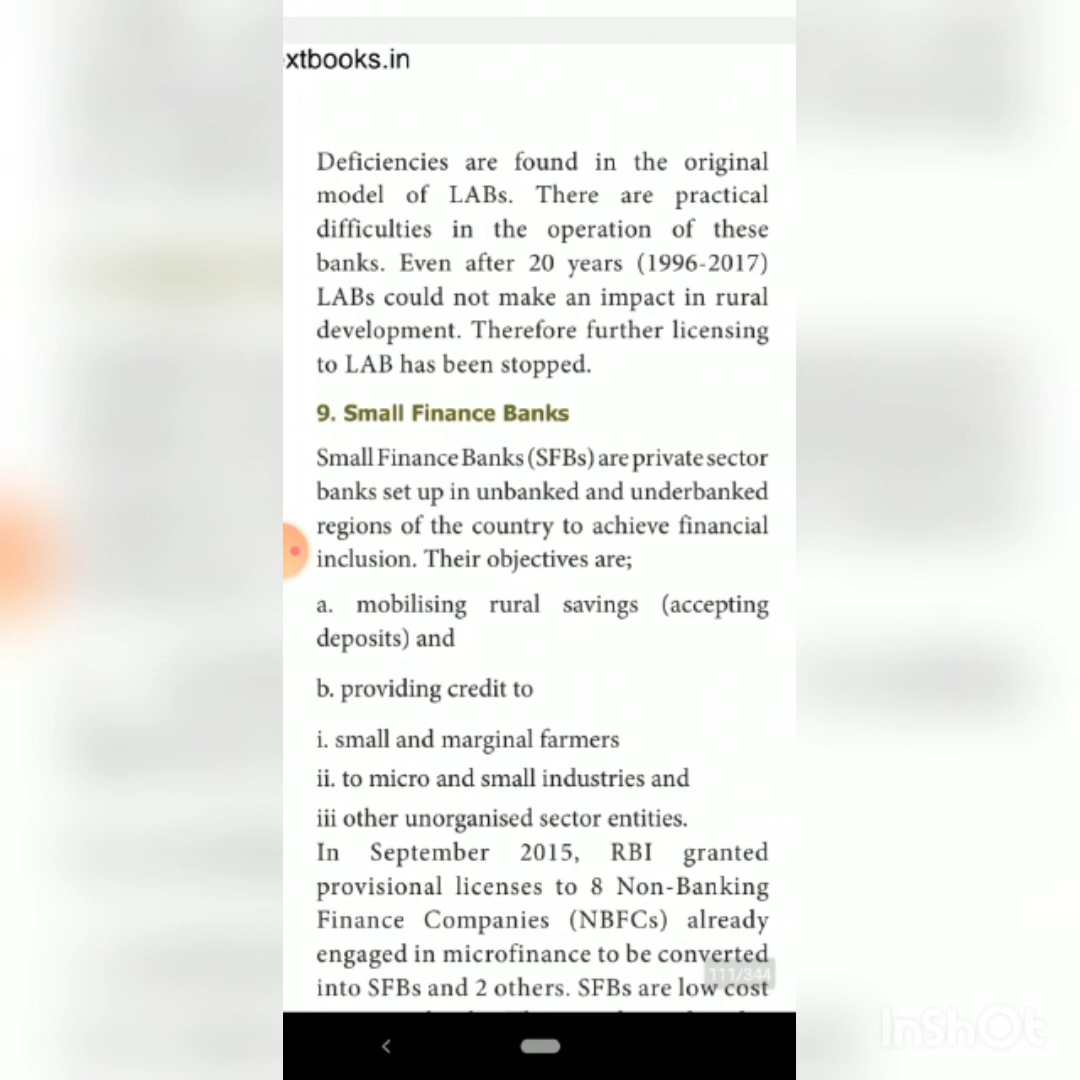 xtbooks.in
Deficiencies are found in the original
model of LABs. There are practical
difficulties in the operation of these
banks. Even after 20 years (1996-2017)
LABs could not make an impact in rural
development. Therefore further licensing
to LAB has been stopped.
9. Small Finance Banks
Small Finance Banks (SFBs) are private sector
banks set up in unbanked and underbanked
regions of the country to achieve financial
inclusion. Their objectives are;
a. mobilising rural savings (accepting
deposits) and
b. providing credit to
i. small and marginal farmers
ii. to micro and small industries and
iii other unorganised sector entities.
In September 2015, RBI granted
provisional licenses to 8 Non-Banking
Finance Companies (NBFCs) already
engaged in microfinance to be converted
111/344
into SFBs and 2 others. SFBs are low cost
InShOt